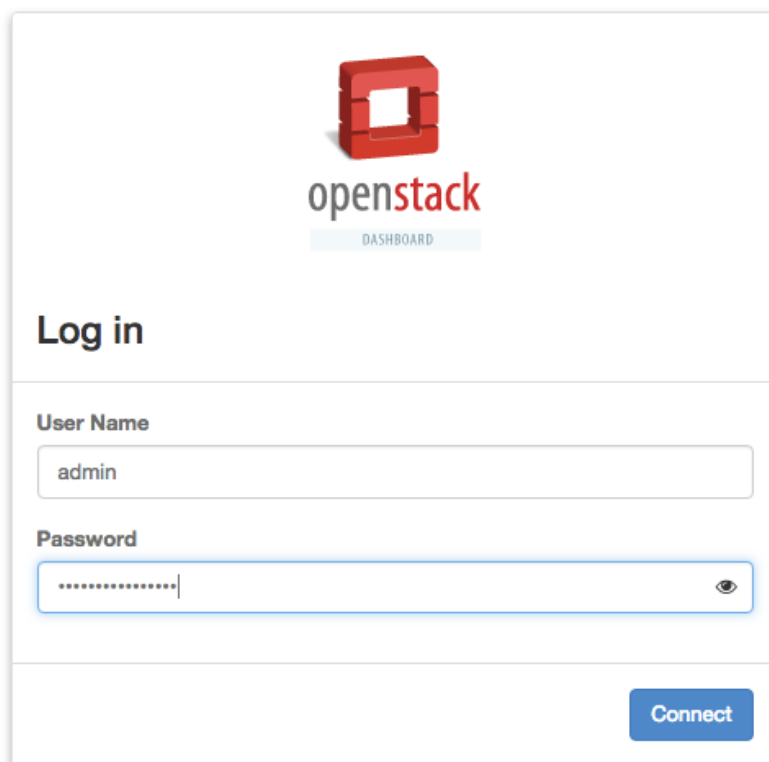 openstack
DASHBOARD
Log in
User Name
admin
Password
••••••••••••••••
Connect